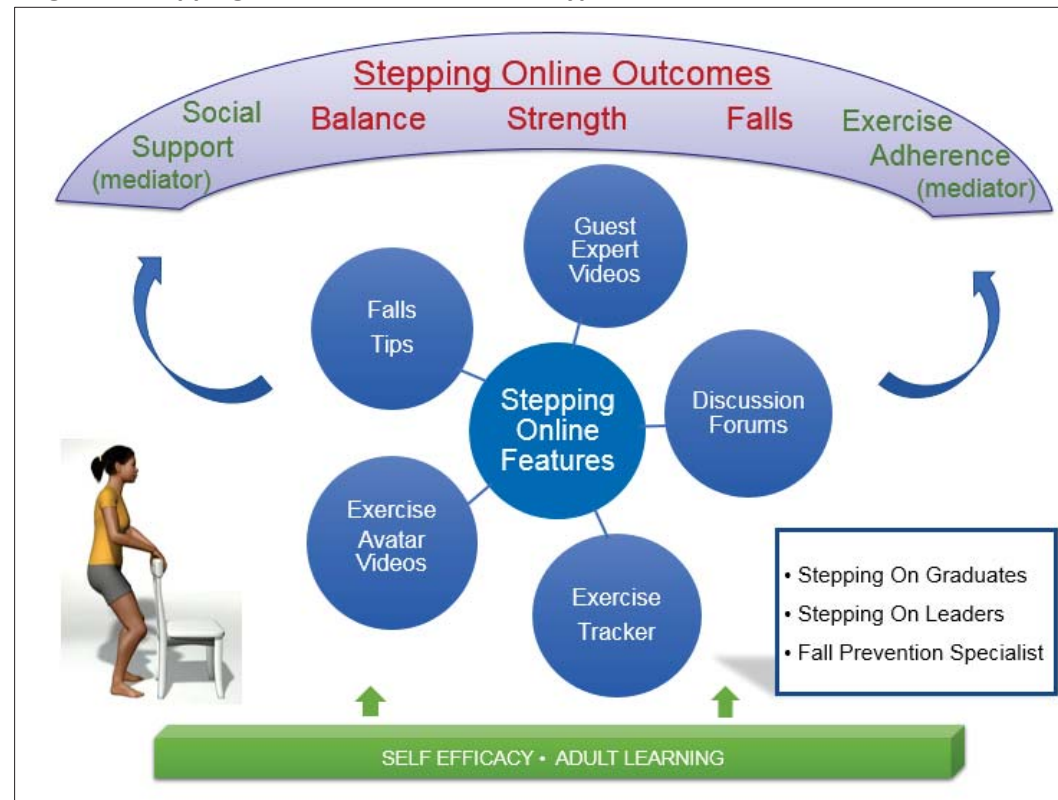 Stepping Online Outcomes
Social
Support
(mediator)
Balance
Strength
Falls
Exercise
Adherence
(mediator)
Guest
Expert
Videos
Falls
Tips
Stepping
Online
Features
Discussion
Forums
Exercise
Avatar
Videos
Exercise
Tracker
• Stepping On Graduates
• Stepping On Leaders
• Fall Prevention Specialist
SELF EFFICACY • ADULT LEARNING